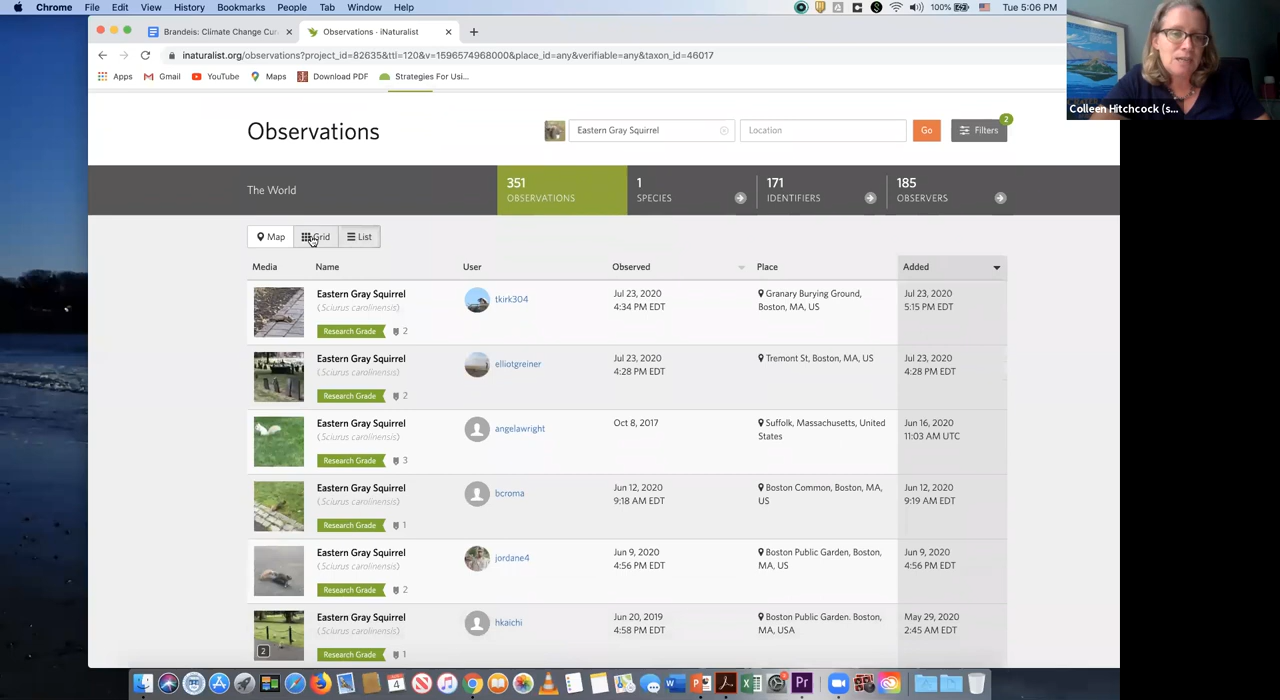 Chrome File Edit View History Bookmarks People Tab Window Help 100% Tue 5:06 PM
Brandeis: Climate Change Cur Observations · iNaturalist
inaturalist.org/observations?project_id=82635&ttl=120&v=1596574968000&place_id=any&verifiable=any&taxon_id=46017
Apps Gmail YouTube Maps Download PDF Strategies For Usi...
Colleen Hitchcock (s...
Observations
Eastern Gray Squirrel Location Go Filters 2
The World
351 OBSERVATIONS
1 SPECIES
171 IDENTIFIERS
185 OBSERVERS
Map Grid List
Media Name User Observed Place Added
Eastern Gray Squirrel
(Sciurus carolinensis)
Research Grade 2
tkirk304
Jul 23, 2020
4:34 PM EDT
Granary Burying Ground,
Boston, MA, US
Jul 23, 2020
5:15 PM EDT
Eastern Gray Squirrel
(Sciurus carolinensis)
Research Grade 2
elliotgreiner
Jul 23, 2020
4:28 PM EDT
Tremont St, Boston, MA, US
Jul 23, 2020
4:28 PM EDT
Eastern Gray Squirrel
(Sciurus carolinensis)
Research Grade 3
angelawright
Oct 8, 2017
Suffolk, Massachusetts, United
States
Jun 16, 2020
11:03 AM UTC
Eastern Gray Squirrel
(Sciurus carolinensis)
Research Grade 1
bcroma
Jun 12, 2020
9:18 AM EDT
Boston Common, Boston, MA,
US
Jun 12, 2020
9:19 AM EDT
Eastern Gray Squirrel
(Sciurus carolinensis)
Research Grade 2
jordane4
Jun 9, 2020
4:56 PM EDT
Boston Public Garden, Boston,
MA, US
Jun 9, 2020
4:56 PM EDT
2
Eastern Gray Squirrel
(Sciurus carolinensis)
Research Grade 1
hkaichi
Jun 20, 2019
4:58 PM EDT
Boston Public Garden. Boston,
MA, USA
May 29, 2020
2:45 AM EDT